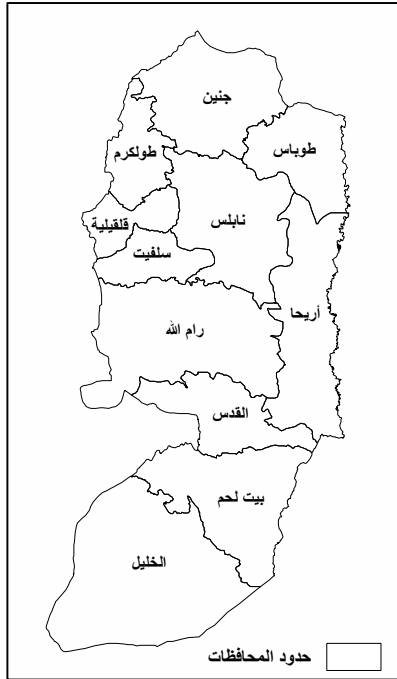 جنين
طوباس
طولكرم
نابلس
قلقيلية
سلفيت
أريحا
رام الله
القدس
بيت لحم
الخليل
حدود المحافظات